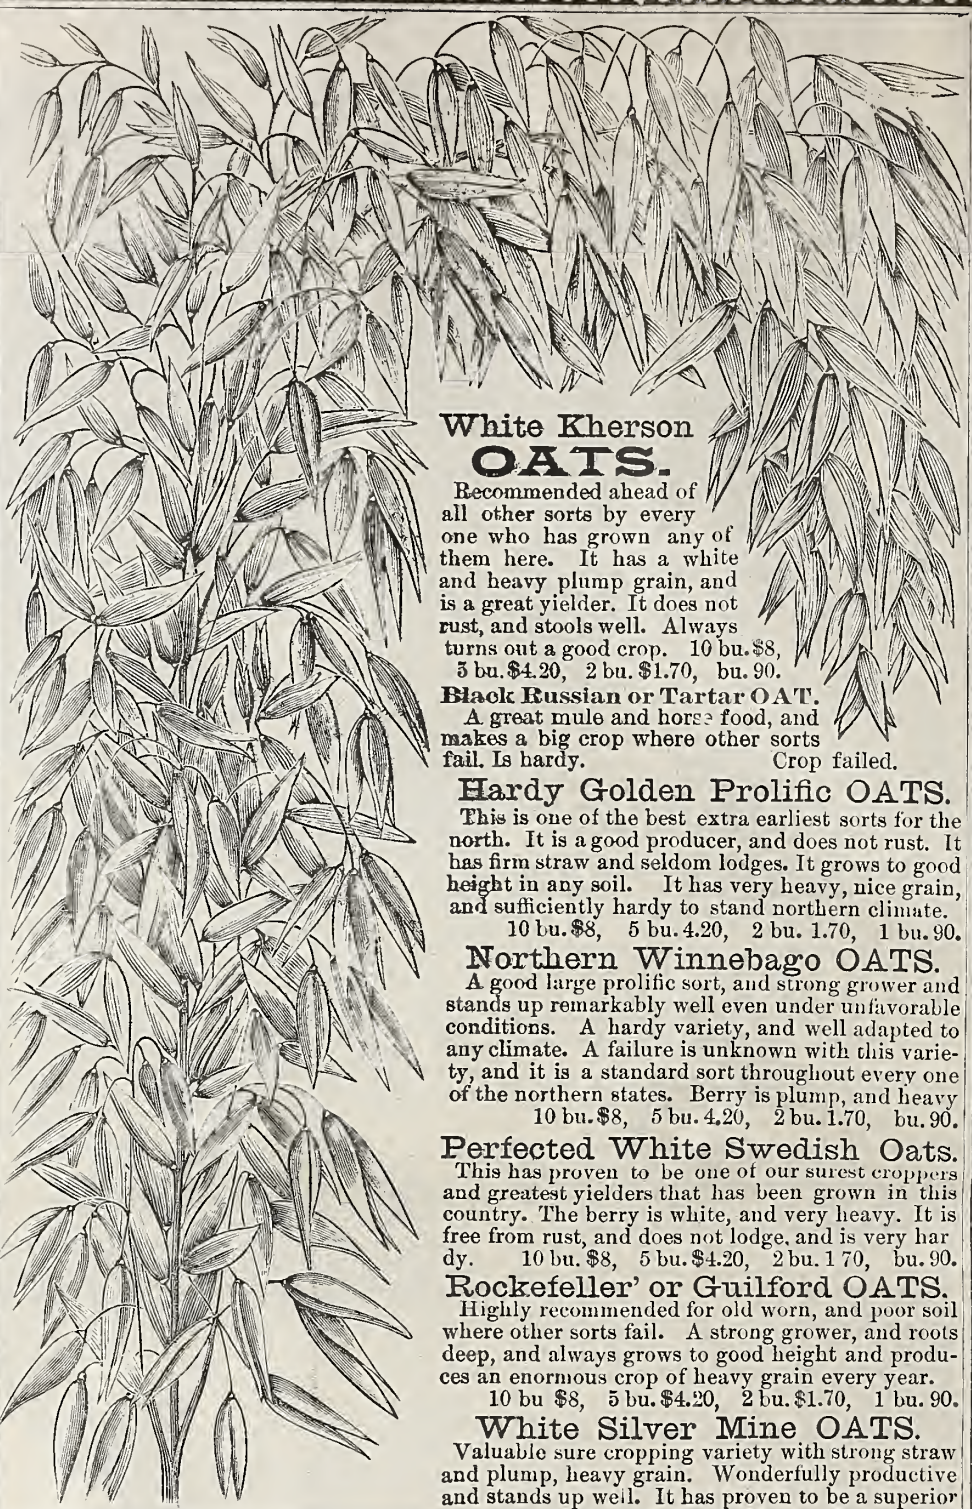 White Kherson
OATS.
Recommended ahead of
all other sorts by every
one who has grown any of
them here. It has a white
and heavy plump grain, and
is a great yielder. It does not
rust, and stools well. Always
turns out a good crop. 10 bu. $8,
5 bu. $4.20, 2 bu. $1.70, bu. 90.
Black Russian or Tartar OAT.
A great mule and horse food, and
makes a big crop where other sorts
fail. Is hardy. Crop failed.
Hardy Golden Prolific OATS.
This is one of the best extra earliest sorts for the
north. It is a good producer, and does not rust. It
has firm straw and seldom lodges. It grows to good
height in any soil. It has very heavy, nice grain,
and sufficiently hardy to stand northern climate.
10 bu. $8, 5 bu. 4.20, 2 bu. 1.70, 1 bu. 90.
Northern Winnebago OATS.
A good large prolific sort, and strong grower and
stands up remarkably well even under unfavorable
conditions. A hardy variety, and well adapted to
any climate. A failure is unknown with this varie-
ty, and it is a standard sort throughout every one
of the northern states. Berry is plump, and heavy
10 bu. $8, 5 bu. 4.20, 2 bu. 1.70, bu. 90.
Perfected White Swedish Oats.
This has proven to be one of our surest croppers
and greatest yielders that has been grown in this
country. The berry is white, and very heavy. It is
free from rust, and does not lodge, and is very har
dy. 10 bu. $8, 5 bu. $4.20, 2 bu. 1 70, bu. 90.
Rockefeller' or Guilford OATS.
Highly recommended for old worn, and poor soil
where other sorts fail. A strong grower, and roots
deep, and always grows to good height and produ-
ces an enormous crop of heavy grain every year.
10 bu $8, 5 bu. $4.20, 2 bu. $1.70, 1 bu. 90.
White Silver Mine OATS.
Valuable sure cropping variety with strong straw
and plump, heavy grain. Wonderfully productive
and stands up well. It has proven to be a superior